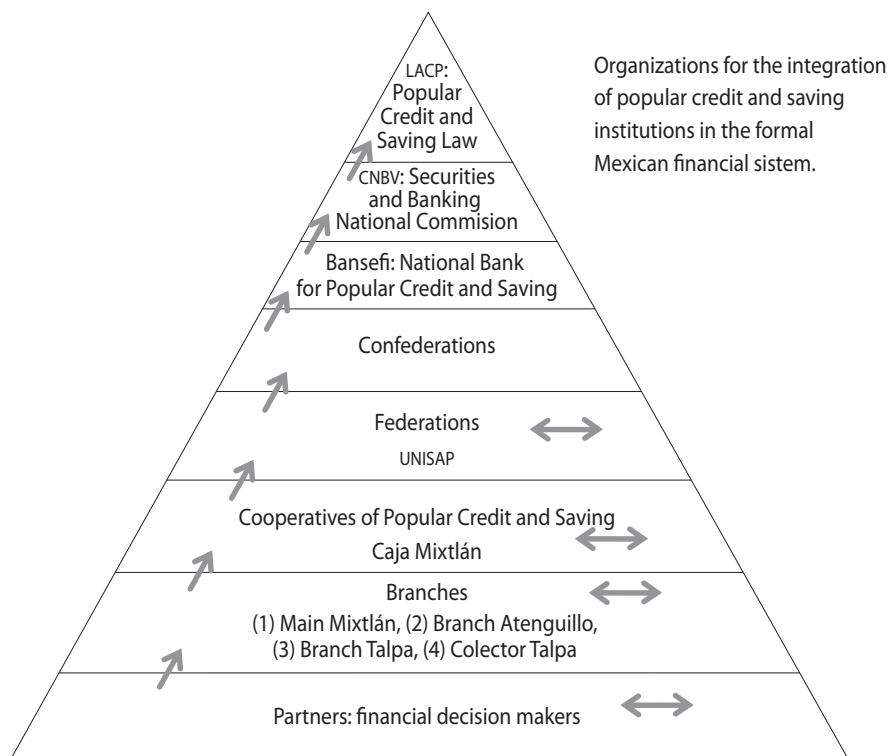 LACP:
Popular
Credit and
Saving Law
Organizations for the integration
of popular credit and saving
institutions in the formal
Mexican financial sistem.
CNBV: Securities
and Banking
National Commision
Bansefi: National Bank
for Popular Credit and Saving
Confederations
Federations
UNISAP
Cooperatives of Popular Credit and Saving
Caja Mixtlán
Branches
(1) Main Mixtlán, (2) Branch Atenguillo,
(3) Branch Talpa, (4) Colector Talpa
Partners: financial decision makers